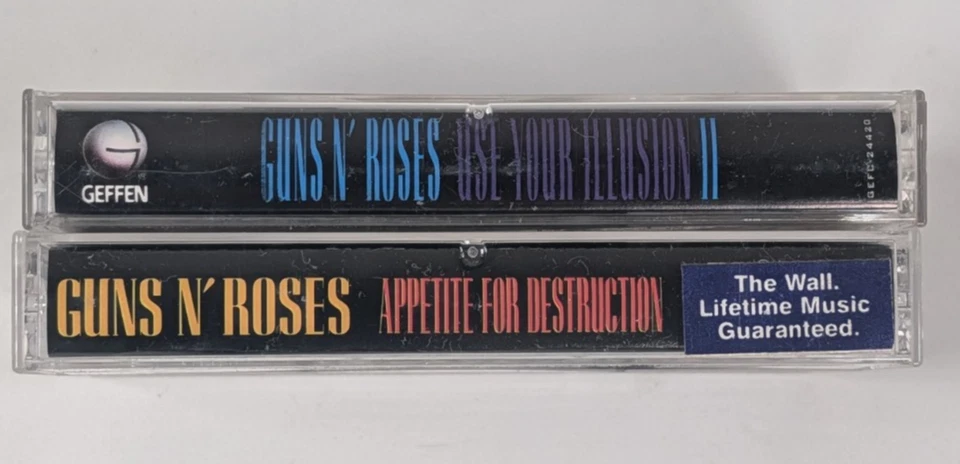 GEFFEN
GUNS N' ROSES USE YOUR ILLUSION II
GEFC-24420
GUNS N' ROSES APPETITE FOR DESTRUCTION
The Wall.
Lifetime Music
Guaranteed.